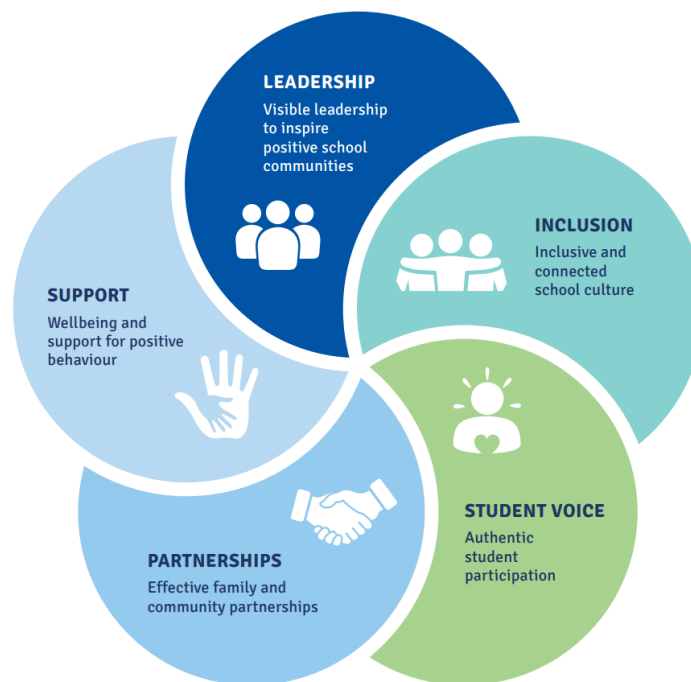 LEADERSHIP
Visible leadership
to inspire
positive school
communities
INCLUSION
Inclusive and
connected
school culture
STUDENT VOICE
Authentic
student
participation
PARTNERSHIPS
Effective family and
community partnerships
SUPPORT
Wellbeing and
support for positive
behaviour